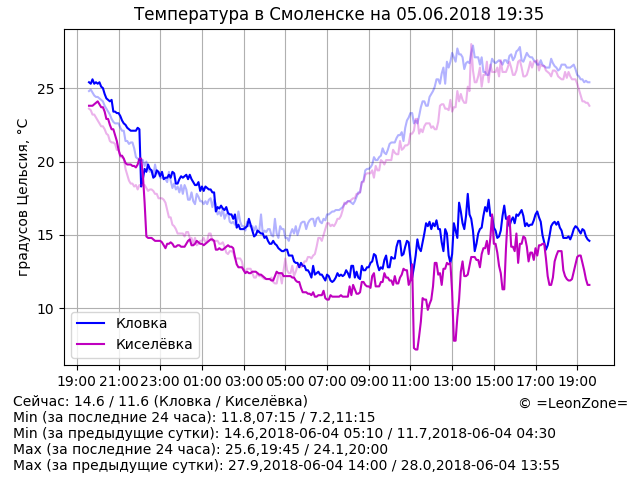 Температура в Смоленске на 05.06.2018 19:35
градусов Цельсия, °C
25
20
15
10
Кловка
Киселёвка
19:00 21:00 23:00 01:00 03:00 05:00 07:00 09:00 11:00 13:00 15:00 17:00 19:00
Сейчас: 14.6 / 11.6 (Кловка / Киселёвка)
© =LeonZone=
Min (за последние 24 часа): 11.8,07:15 / 7.2,11:15
Min (за предыдущие сутки): 14.6,2018-06-04 05:10 / 11.7,2018-06-04 04:30
Max (за последние 24 часа): 25.6,19:45 / 24.1,20:00
Max (за предыдущие сутки): 27.9,2018-06-04 14:00 / 28.0,2018-06-04 13:55